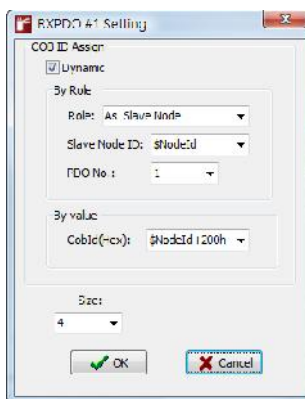 RXPDO #1 Setting
COB ID Assign
Dynamic
By Role
Role: As Slave Node
Slave Node ID: $NodeId
PDO No.: 1
By value
CobId(Hex): $NodeId+200h
Size:
4
OK
Cancel